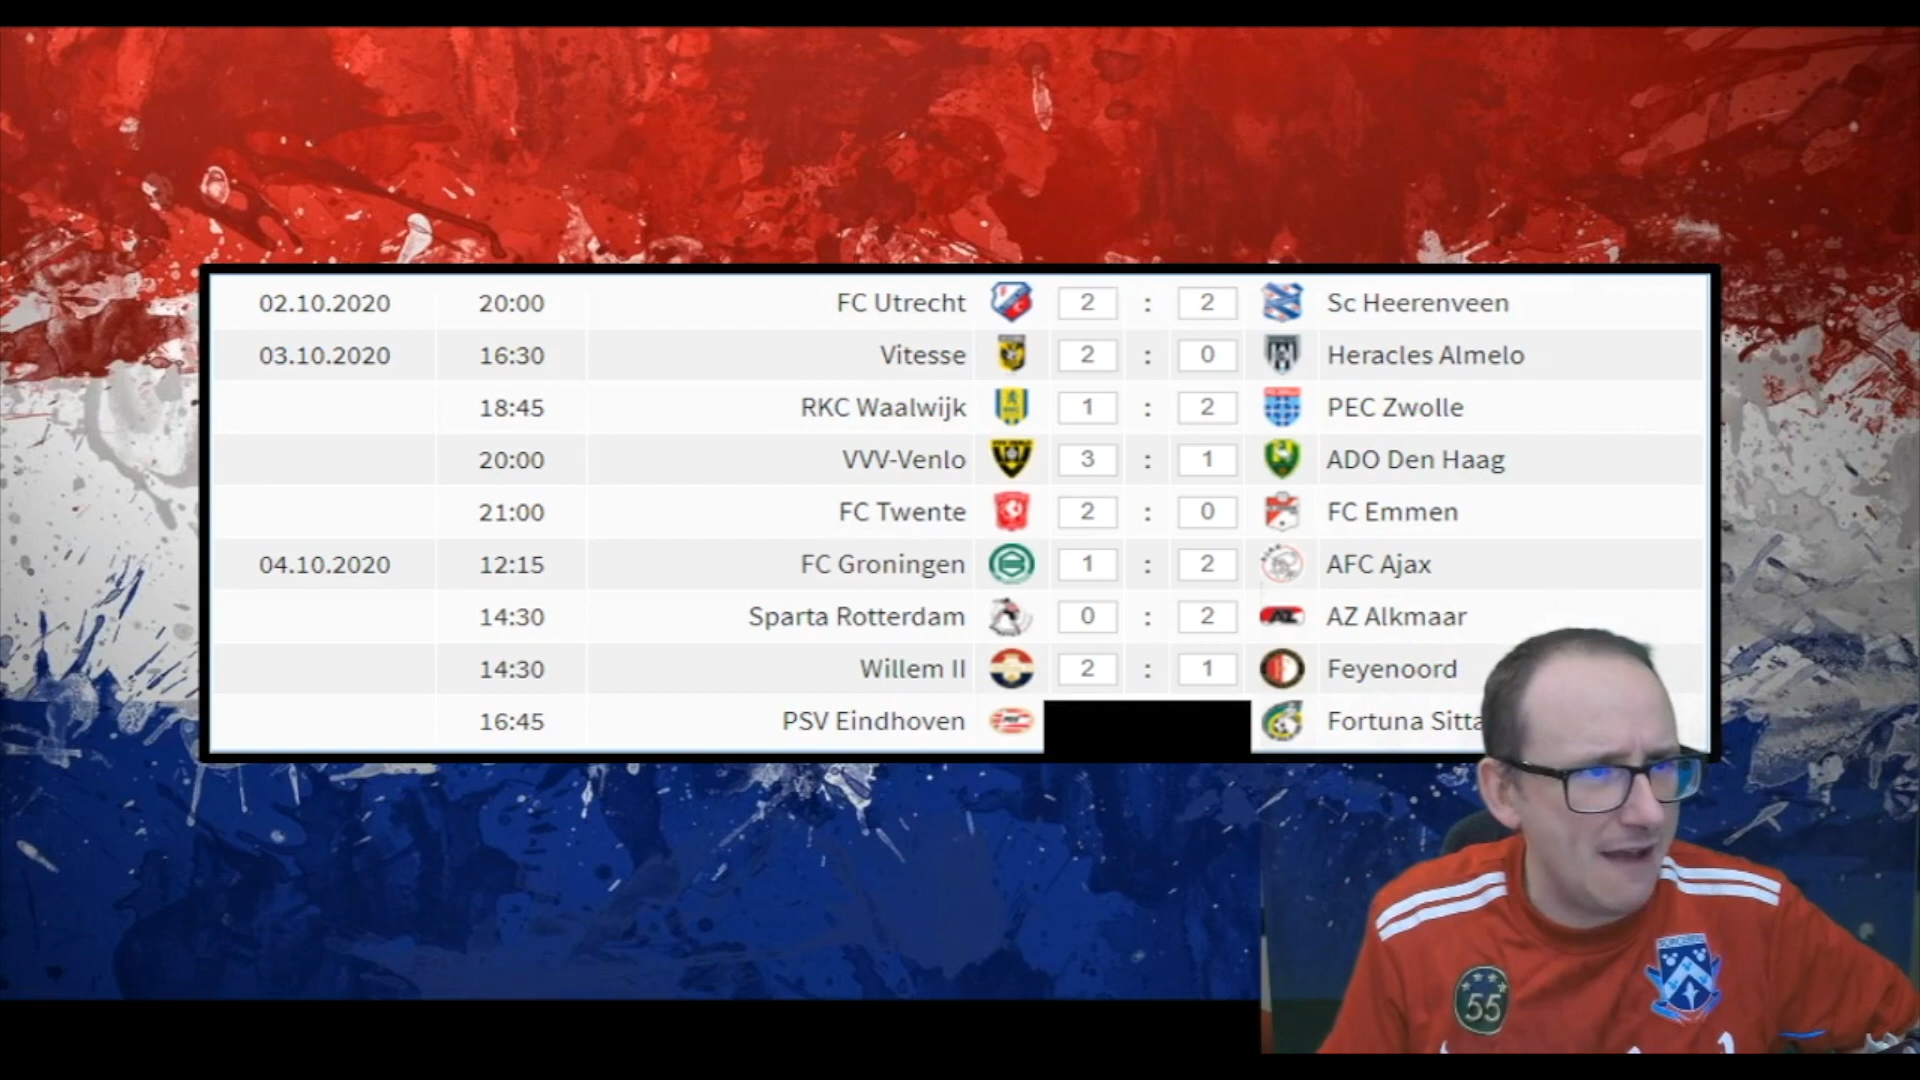 02.10.2020 20:00 FC Utrecht 2 : 2 Sc Heerenveen
03.10.2020 16:30 Vitesse 2 : 0 Heracles Almelo
18:45 RKC Waalwijk 1 : 2 PEC Zwolle
20:00 VVV-Venlo 3 : 1 ADO Den Haag
21:00 FC Twente 2 : 0 FC Emmen
04.10.2020 12:15 FC Groningen 1 : 2 AFC Ajax
14:30 Sparta Rotterdam 0 : 2 AZ Alkmaar
14:30 Willem II 2 : 1 Feyenoord
16:45 PSV Eindhoven Fortuna Sitta
55